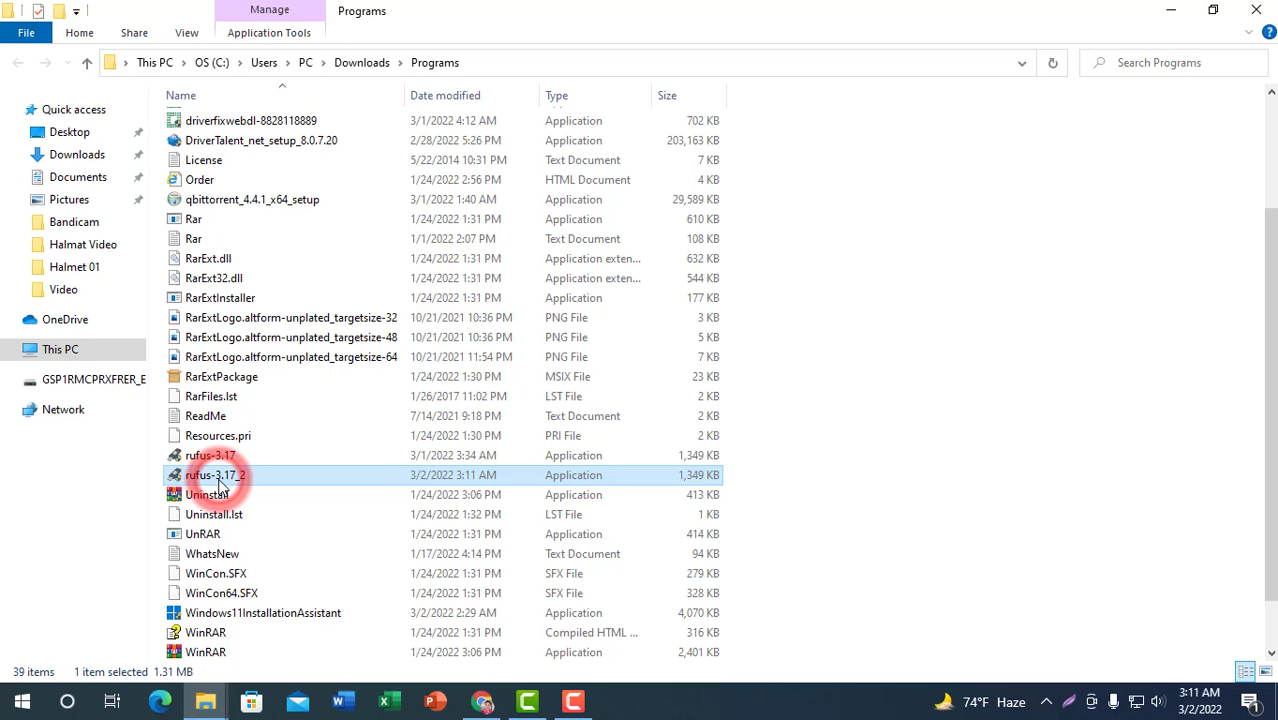 Manage Programs
File Home Share View Application Tools
This PC > OS (C:) > Users > PC > Downloads > Programs
Search Programs
Name Date modified Type Size
Quick access
Desktop
Downloads
Documents
Pictures
Bandicam
Halmat Video
Halmet 01
Video
OneDrive
This PC
GSP1RMCPRXFRER_E
Network
driverfixwebdl-8828118889 3/1/2022 4:12 AM Application 702 KB
DriverTalent_net_setup_8.0.7.20 2/28/2022 5:26 PM Application 203,163 KB
License 5/22/2014 10:31 PM Text Document 7 KB
Order 1/24/2022 2:56 PM HTML Document 4 KB
qbittorrent_4.4.1_x64_setup 3/1/2022 1:40 AM Application 29,589 KB
Rar 1/24/2022 1:31 PM Application 610 KB
Rar 1/1/2022 2:07 PM Text Document 108 KB
RarExt.dll 1/24/2022 1:31 PM Application exten... 632 KB
RarExt32.dll 1/24/2022 1:31 PM Application exten... 544 KB
RarExtInstaller 1/24/2022 1:31 PM Application 177 KB
RarExtLogo.altform-unplated_targetsize-32 10/21/2021 10:36 PM PNG File 3 KB
RarExtLogo.altform-unplated_targetsize-48 10/21/2021 10:36 PM PNG File 5 KB
RarExtLogo.altform-unplated_targetsize-64 10/21/2021 11:54 PM PNG File 7 KB
RarExtPackage 1/24/2022 1:30 PM MSIX File 23 KB
RarFiles.lst 1/26/2017 11:02 PM LST File 2 KB
ReadMe 7/14/2021 9:18 PM Text Document 2 KB
Resources.pri 1/24/2022 1:30 PM PRI File 2 KB
rufus-3.17 3/1/2022 3:34 AM Application 1,349 KB
rufus-3.17_2 3/2/2022 3:11 AM Application 1,349 KB
Uninstall 1/24/2022 3:06 PM Application 413 KB
Uninstall.lst 1/24/2022 1:32 PM LST File 1 KB
UnRAR 1/24/2022 1:31 PM Application 414 KB
WhatsNew 1/17/2022 4:14 PM Text Document 94 KB
WinCon.SFX 1/24/2022 1:31 PM SFX File 279 KB
WinCon64.SFX 1/24/2022 1:31 PM SFX File 328 KB
Windows11InstallationAssistant 3/2/2022 2:29 AM Application 4,070 KB
WinRAR 1/24/2022 1:31 PM Compiled HTML ... 316 KB
WinRAR 1/24/2022 3:06 PM Application 2,401 KB
39 items 1 item selected 1.31 MB
74°F Haze
3:11 AM
3/2/2022
1